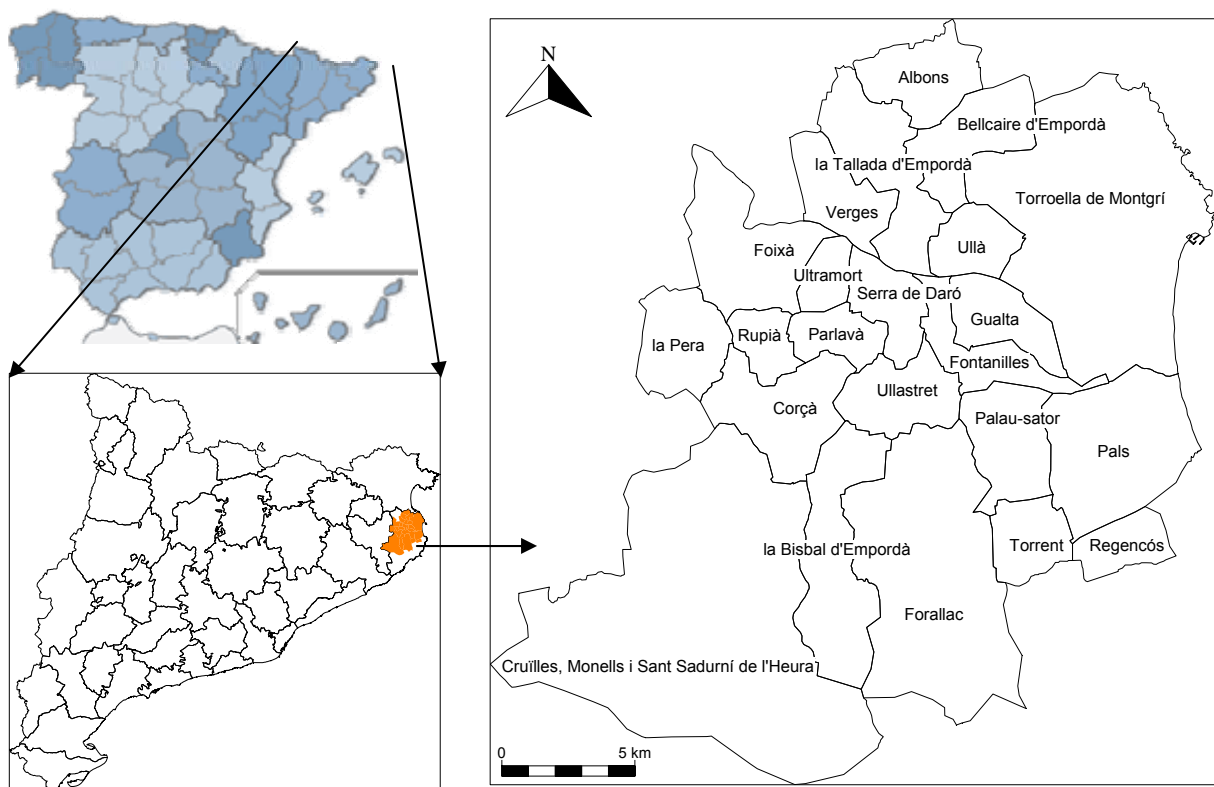 N
Albons
Bellcaire d'Empordà
la Tallada d'Empordà
Torroella de Montgrí
Verges
Ullà
Foixà
Ultramort
Serra de Daró
Gualta
la Pera
Rupià
Parlavà
Fontanilles
Ullastret
Corçà
Palau-sator
Pals
la Bisbal d'Empordà
Torrent
Regencós
Forallac
Cruïlles, Monells i Sant Sadurní de l'Heura
0 5 km